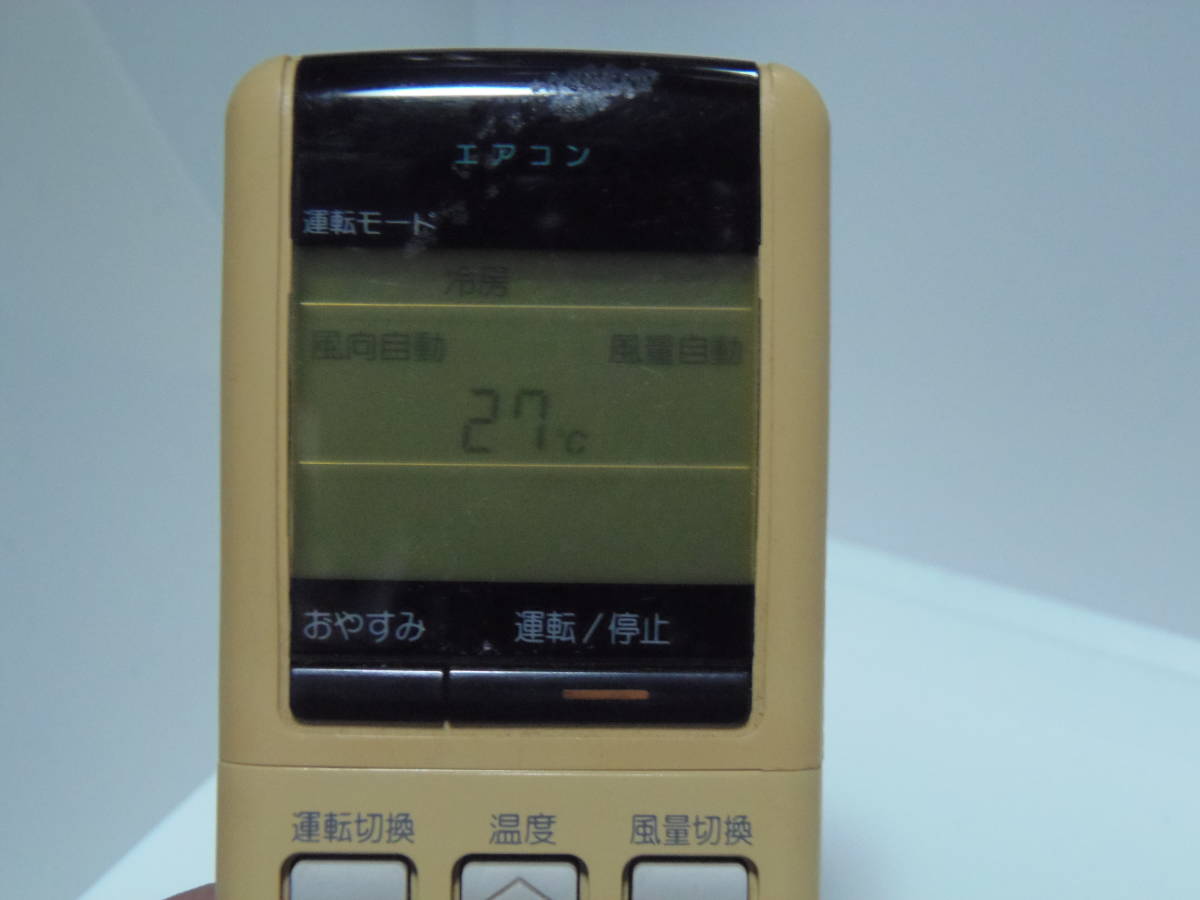 エアコン
運転モード
冷房
風向自動 風量自動
27℃
おやすみ 運転/停止
運転切換 温度 風量切換